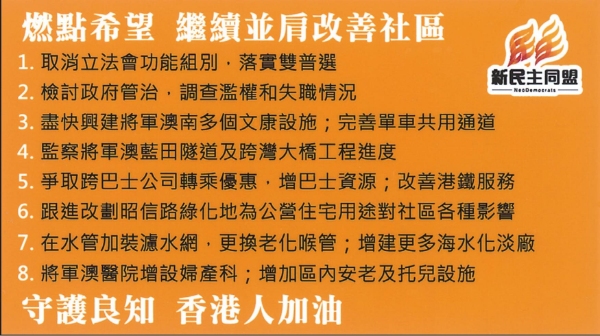 燃點希望 繼續並肩改善社區
新民主同盟
NeoDemocrats
1. 取消立法會功能組別，落實雙普選
2. 檢討政府管治，調查濫權和失職情況
3. 盡快興建將軍澳南多個文康設施；完善單車共用通道
4. 監察將軍澳藍田隧道及跨灣大橋工程進度
5. 爭取跨巴士公司轉乘優惠，增巴士資源；改善港鐵服務
6. 跟進改劃昭信路綠化地為公營住宅用途對社區各種影響
7. 在水管加裝濾水網，更換老化喉管；增建更多海水化淡廠
8. 將軍澳醫院增設婦產科；增加區內安老及托兒設施
守護良知 香港人加油